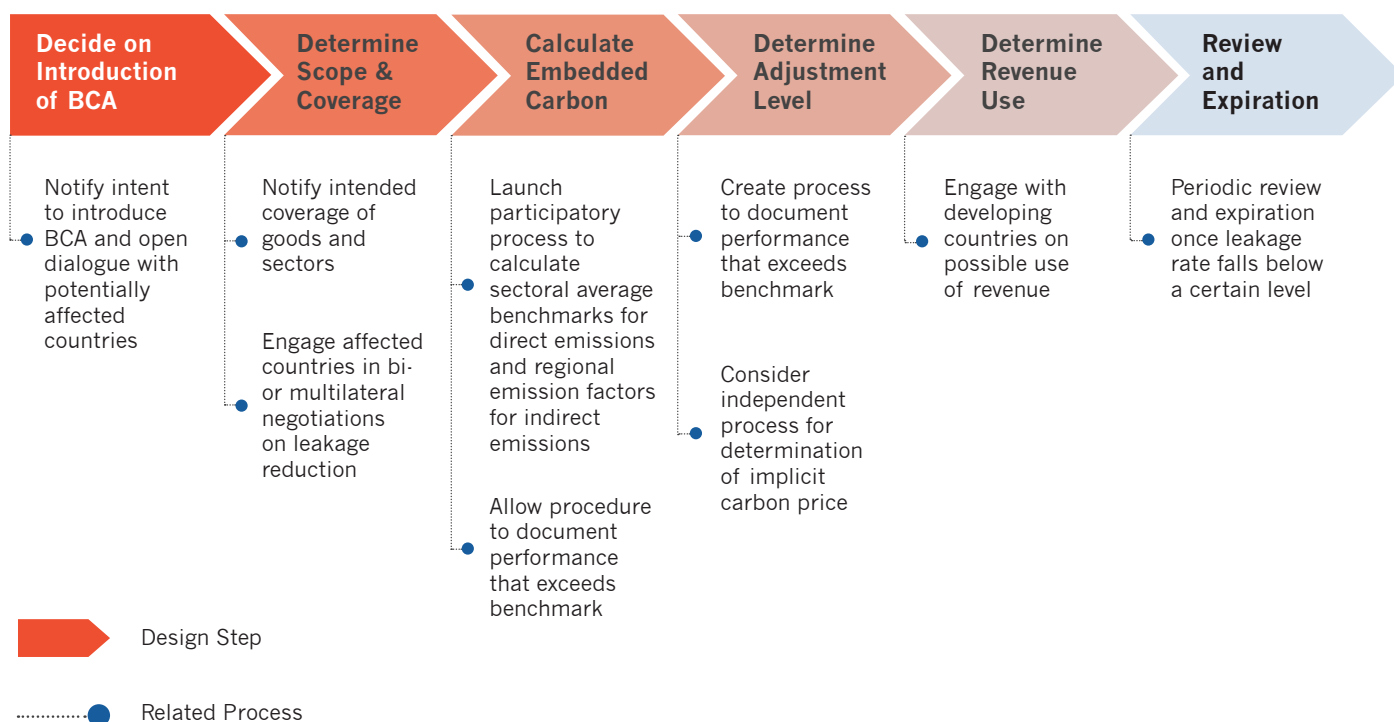 Decide on
Introduction
of BCA
Determine
Scope &
Coverage
Calculate
Embedded
Carbon
Determine
Adjustment
Level
Determine
Revenue
Use
Review
and
Expiration
Notify intent
to introduce
BCA and open
dialogue with
potentially
affected
countries
Notify intended
coverage of
goods and
sectors
Engage affected
countries in bi-
or multilateral
negotiations
on leakage
reduction
Launch
participatory
process to
calculate
sectoral average
benchmarks for
direct emissions
and regional
emission factors
for indirect
emissions
Allow procedure
to document
performance
that exceeds
benchmark
Create process
to document
performance
that exceeds
benchmark
Consider
independent
process for
determination
of implicit
carbon price
Engage with
developing
countries on
possible use
of revenue
Periodic review
and expiration
once leakage
rate falls below
a certain level
Design Step
Related Process